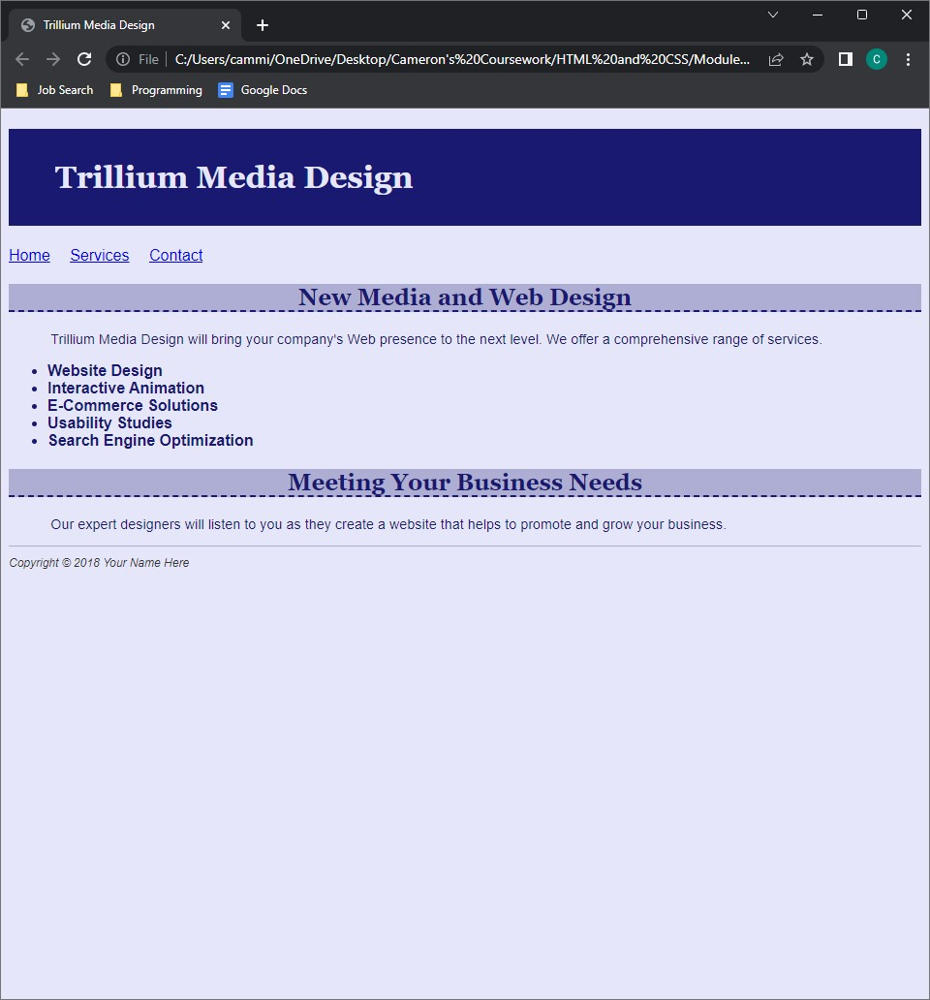 Trillium Media Design
File C:/Users/cammi/OneDrive/Desktop/Cameron's%20Coursework/HTML%20and%20CSS/Module... C
Job Search Programming Google Docs
Trillium Media Design
Home Services Contact
New Media and Web Design
Trillium Media Design will bring your company's Web presence to the next level. We offer a comprehensive range of services.
• Website Design
• Interactive Animation
• E-Commerce Solutions
• Usability Studies
• Search Engine Optimization
Meeting Your Business Needs
Our expert designers will listen to you as they create a website that helps to promote and grow your business.
Copyright © 2018 Your Name Here